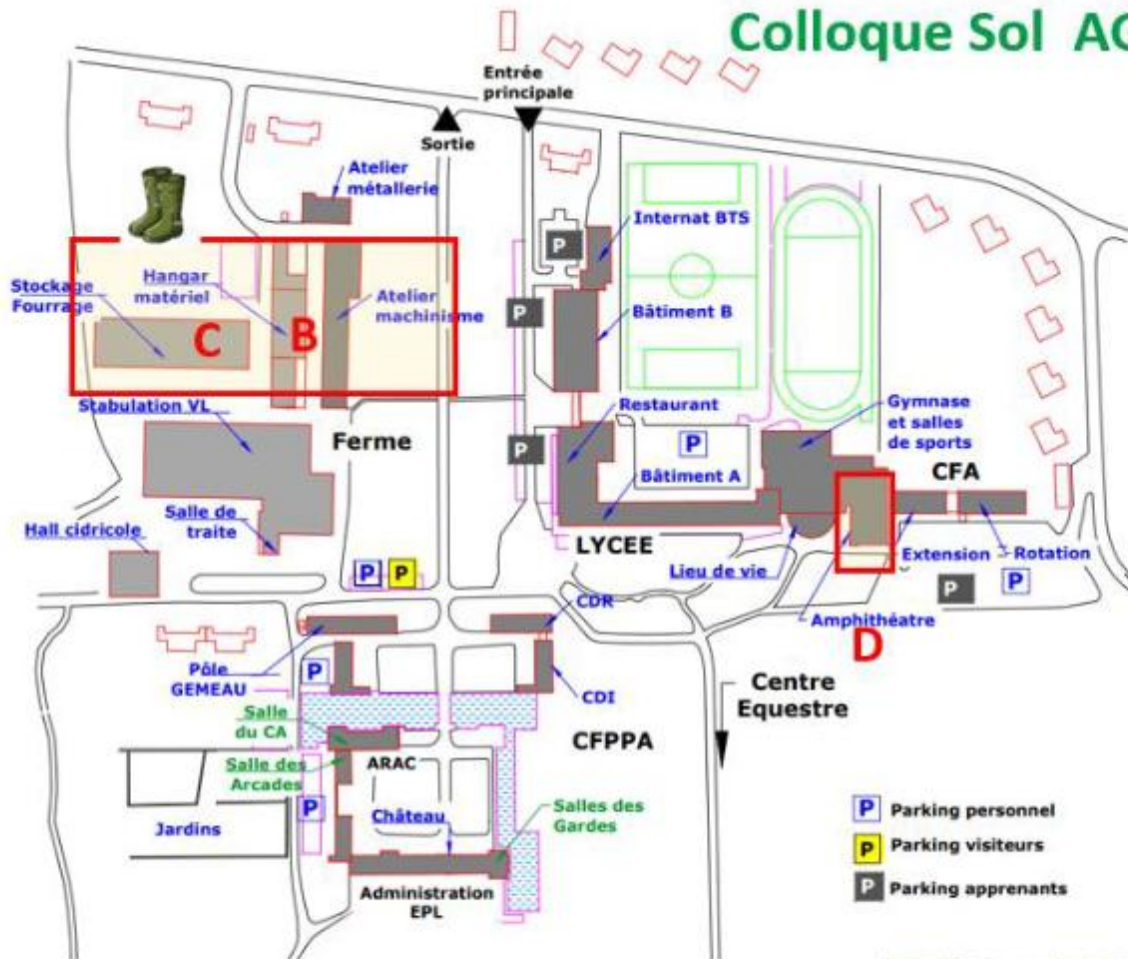 Colloque Sol AG
Entrée
principale
Sortie
Atelier
métallerie
Internat BTS
P
Stockage
Fourrage
Hangar
matériel
Atelier
machinisme
C
B
P
Bâtiment B
Stabulation VL
Ferme
Restaurant
P
P
Gymnase
et salles
de sports
Bâtiment A
CFA
Salle de
traite
Hall cidricole
LYCEE
Lieu de vie
Extension
Rotation
P
P
P
P
CDR
Amphithéatre
D
Pôle
GEMEAU
P
CDI
Centre
Equestre
Salle
du CA
CFPPA
Salle des
Arcades
ARAC
P
Château
Salles des
Gardes
Jardins
Administration
EPL
P Parking personnel
P Parking visiteurs
P Parking apprenants